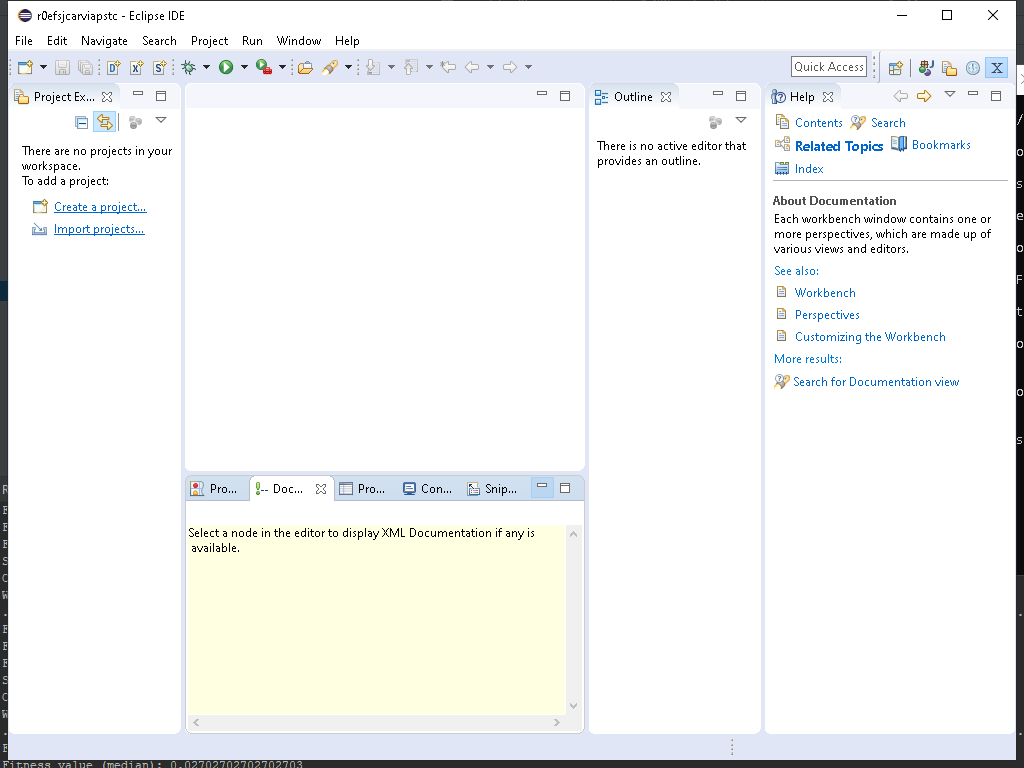 r0efsjcarviapstc - Eclipse IDE
File Edit Navigate Search Project Run Window Help
Quick Access
Project Ex...
Outline
Help
There are no projects in your
workspace.
To add a project:
Create a project...
Import projects...
There is no active editor that
provides an outline.
Contents Search
Related Topics Bookmarks
Index
About Documentation
Each workbench window contains one or
more perspectives, which are made up of
various views and editors.
See also:
Workbench
Perspectives
Customizing the Workbench
More results:
Search for Documentation view
Pro... Doc... Pro... Con... Snip...
Select a node in the editor to display XML Documentation if any is
available.
Fitness value (median): 0.02702702702702703